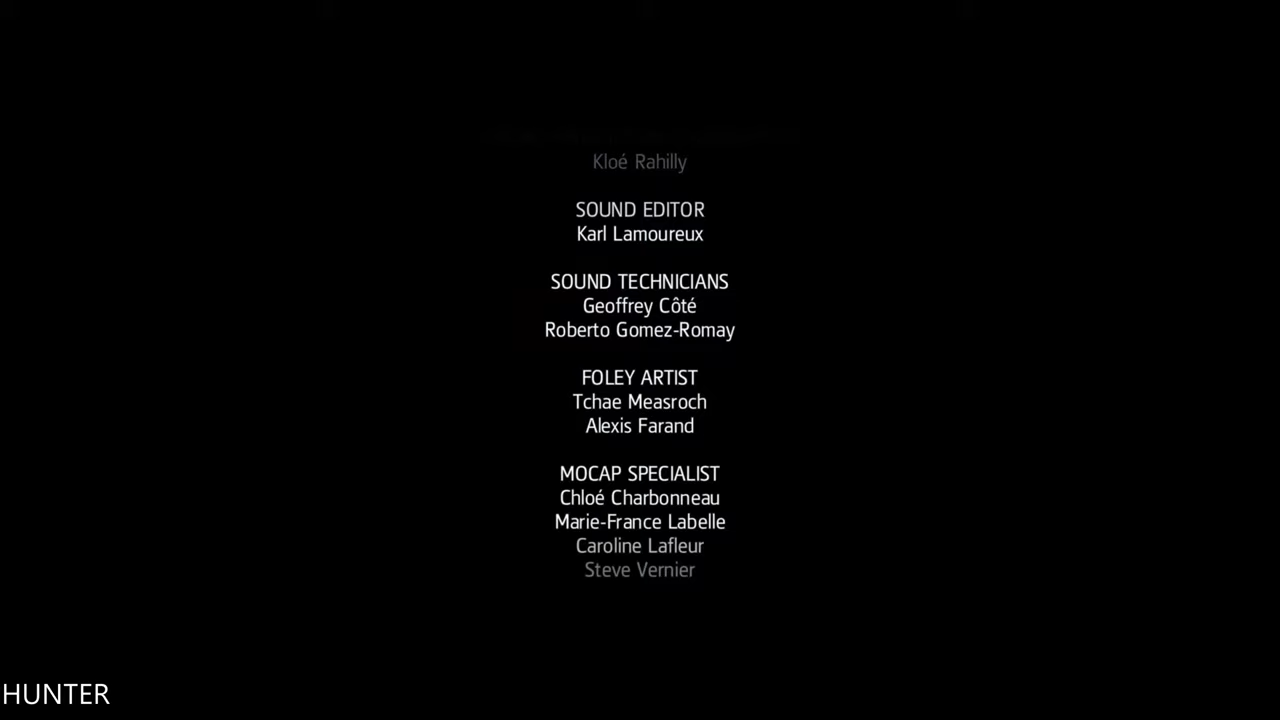 Kloé Rahilly
SOUND EDITOR
Karl Lamoureux
SOUND TECHNICIANS
Geoffrey Côté
Roberto Gomez-Romay
FOLEY ARTIST
Tchae Measroch
Alexis Farand
MOCAP SPECIALIST
Chloé Charbonneau
Marie-France Labelle
Caroline Lafleur
Steve Vernier
HUNTER